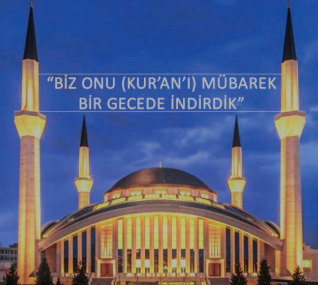 “BİZ ONU (KUR’AN’I) MÜBAREK
BİR GECEDE İNDİRDİK”